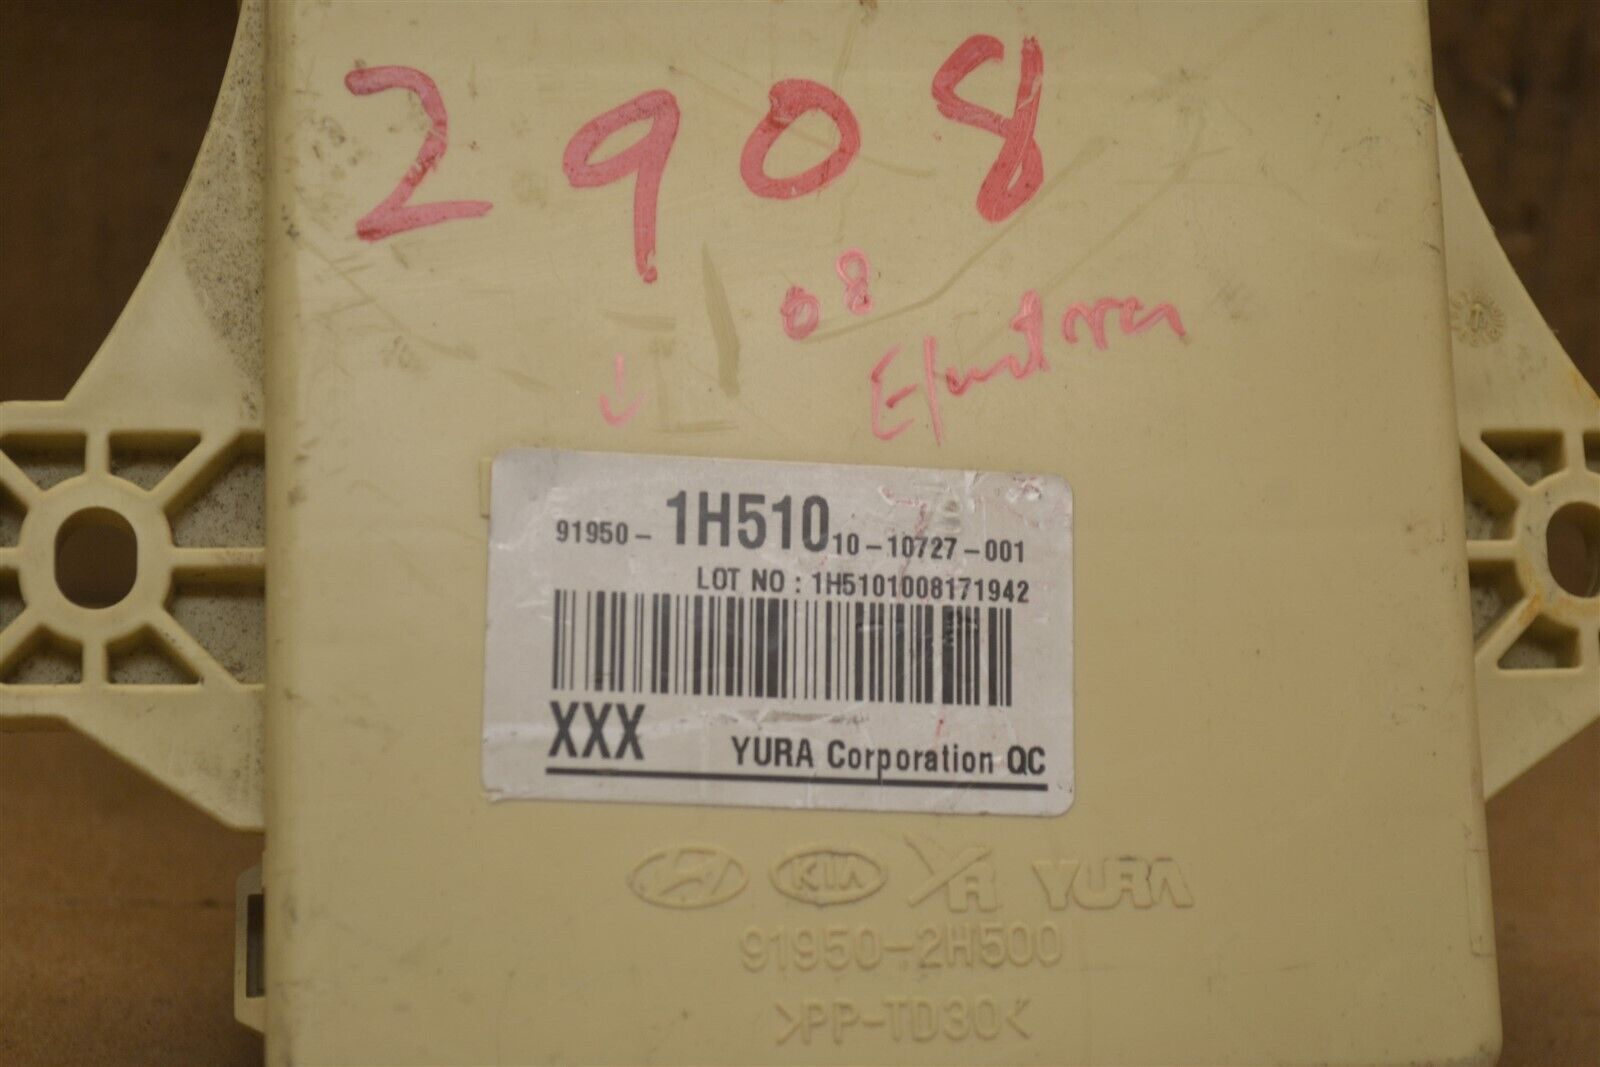 2908
08
91950-1H510 10-10727-001
LOT NO : 1H5101008171942
XXX YURA Corporation QC
KIA YURA
91950-2H500
>PP-TD30<